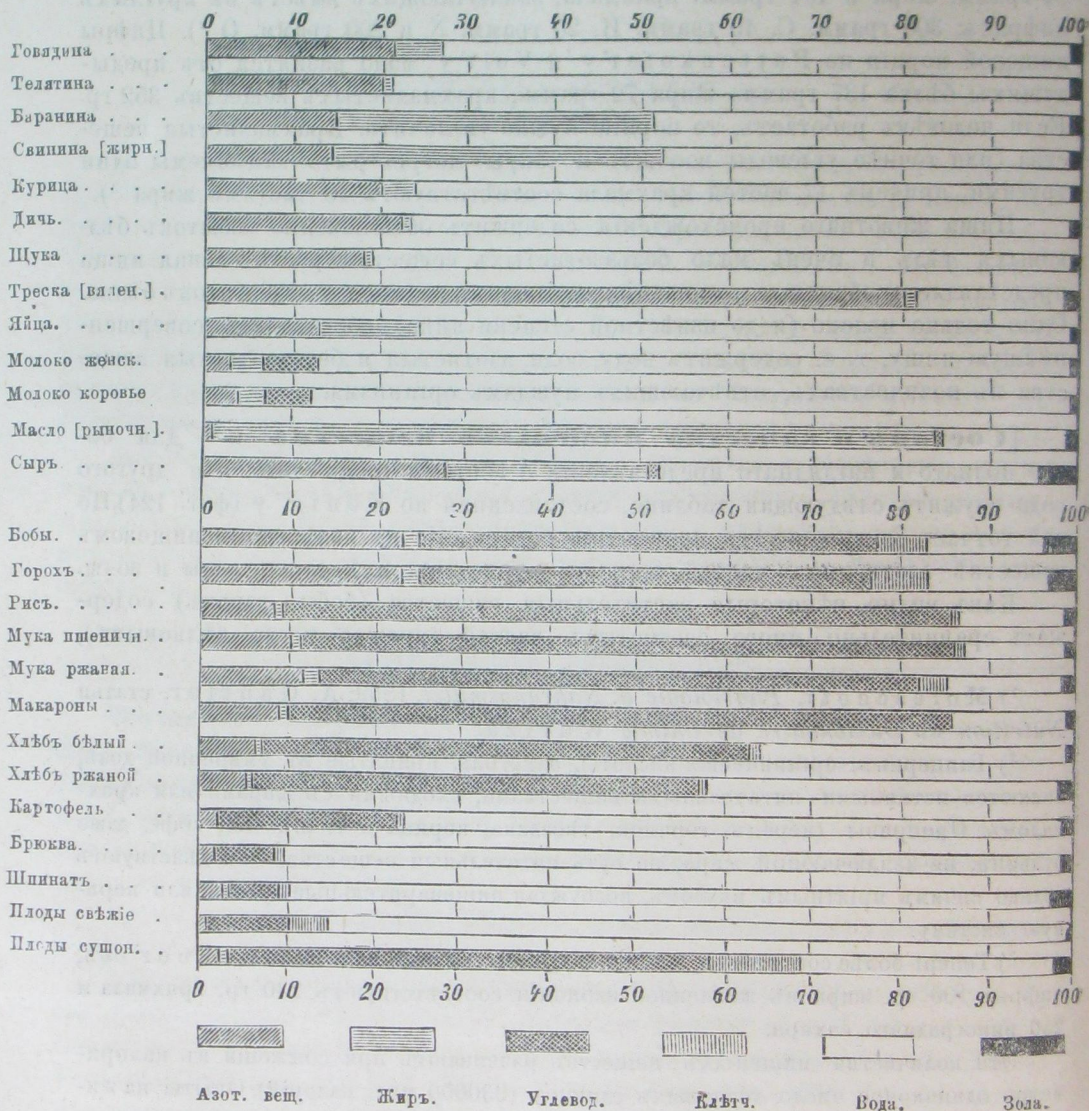 0 10 20 30 40 50 60 70 80 90 100
Говядина
Телятина
Баранина
Свинина [жирн.]
Курица
Дичь.
Щука
Треска [вялен.]
Яйца.
Молоко женск.
Молоко коровье
Масло [рыночн.].
Сыръ
0 10 20 30 40 50 60 70 80 90 100
Бобы.
Горохъ
Рисъ.
Мука пшеничн.
Мука ржаная.
Макароны
Хлѣбъ бѣлый
Хлѣбъ ржаной
Картофель.
Брюква.
Шпинатъ
Плоды свѣжіе
Плоды сушон.
0 10 20 30 40 50 60 70 80 90 100
Азот. вещ. Жиръ. Углевод. Клѣтч. Вода. Зола.